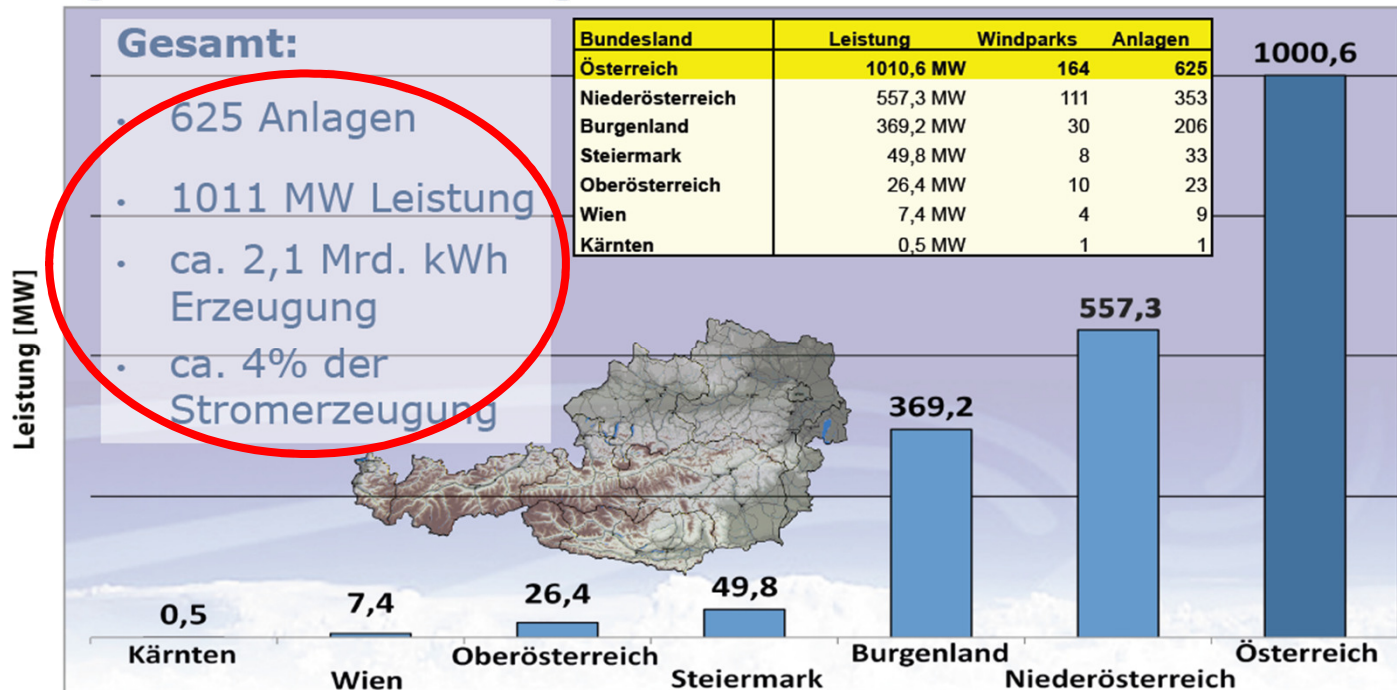 Gesamt:
• 625 Anlagen
• 1011 MW Leistung
• ca. 2,1 Mrd. kWh
Erzeugung
• ca. 4% der
Stromerzeugung
Bundesland Leistung Windparks Anlagen
Österreich 1010,6 MW 164 625
Niederösterreich 557,3 MW 111 353
Burgenland 369,2 MW 30 206
Steiermark 49,8 MW 8 33
Oberösterreich 26,4 MW 10 23
Wien 7,4 MW 4 9
Kärnten 0,5 MW 1 1
Leistung [MW]
0,5
7,4
26,4
49,8
369,2
557,3
1000,6
Kärnten
Wien
Oberösterreich
Steiermark
Burgenland
Niederösterreich
Österreich